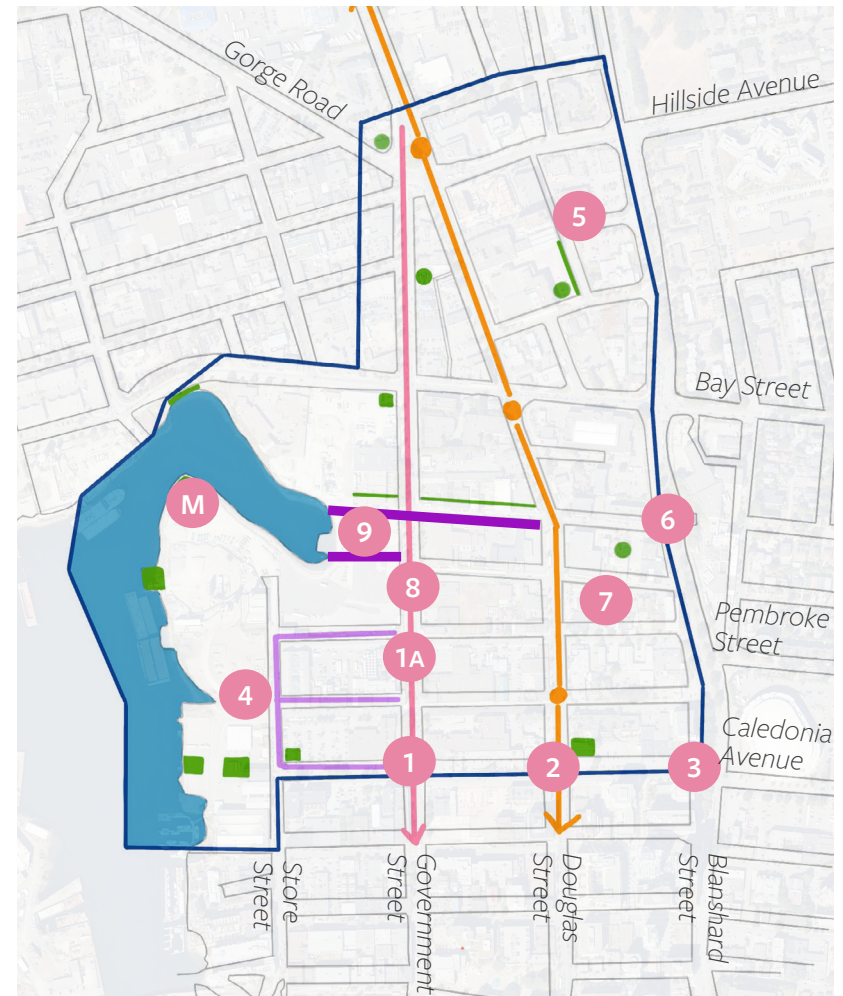 Gorge Road
Hillside Avenue
5
Bay Street
M
6
9
8
7
Pembroke
Street
1A
4
Caledonia
Avenue
1
2
3
Store
Street
Government
Street
Douglas
Street
Blanshard
Street